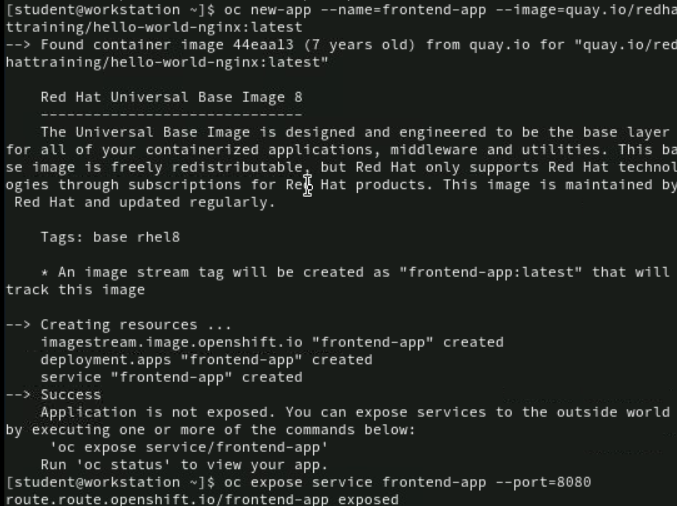 [student@workstation ~]$ oc new-app --name=frontend-app --image=quay.io/redha
ttraining/hello-world-nginx:latest
--> Found container image 44eaa13 (7 years old) from quay.io for "quay.io/red
hattraining/hello-world-nginx:latest"
Red Hat Universal Base Image 8
------------------------------
The Universal Base Image is designed and engineered to be the base layer
for all of your containerized applications, middleware and utilities. This ba
se image is freely redistributable, but Red Hat only supports Red Hat technol
ogies through subscriptions for Red Hat products. This image is maintained by
Red Hat and updated regularly.
Tags: base rhel8
* An image stream tag will be created as "frontend-app:latest" that will
track this image
--> Creating resources ...
imagestream.image.openshift.io "frontend-app" created
deployment.apps "frontend-app" created
service "frontend-app" created
--> Success
Application is not exposed. You can expose services to the outside world
by executing one or more of the commands below:
'oc expose service/frontend-app'
Run 'oc status' to view your app.
[student@workstation ~]$ oc expose service frontend-app --port=8080
route.route.openshift.io/frontend-app exposed